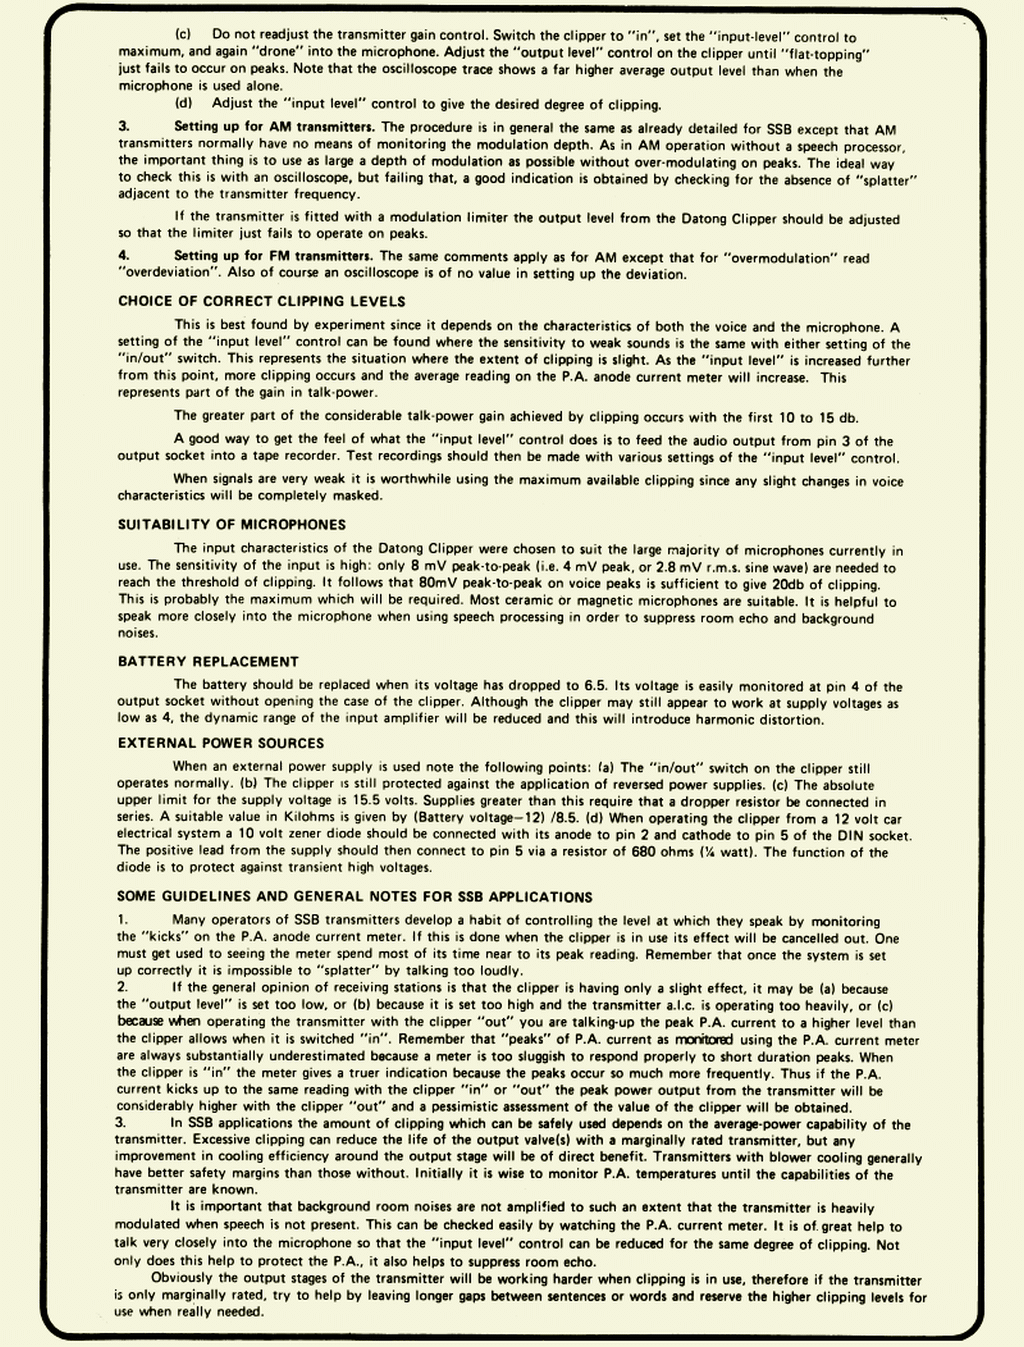 (c) Do not readjust the transmitter gain control. Switch the clipper to "in", set the "input-level" control to
maximum, and again "drone" into the microphone. Adjust the "output level" control on the clipper until "flat-topping"
just fails to occur on peaks. Note that the oscilloscope trace shows a far higher average output level than when the
microphone is used alone.
(d) Adjust the "input level" control to give the desired degree of clipping.
3. Setting up for AM transmitters. The procedure is in general the same as already detailed for SSB except that AM
transmitters normally have no means of monitoring the modulation depth. As in AM operation without a speech processor,
the important thing is to use as large a depth of modulation as possible without over-modulating on peaks. The ideal way
to check this is with an oscilloscope, but failing that, a good indication is obtained by checking for the absence of "splatter"
adjacent to the transmitter frequency.
If the transmitter is fitted with a modulation limiter the output level from the Datong Clipper should be adjusted
so that the limiter just fails to operate on peaks.
4. Setting up for FM transmitters. The same comments apply as for AM except that for "overmodulation" read
"overdeviation". Also of course an oscilloscope is of no value in setting up the deviation.
CHOICE OF CORRECT CLIPPING LEVELS
This is best found by experiment since it depends on the characteristics of both the voice and the microphone. A
setting of the "input level" control can be found where the sensitivity to weak sounds is the same with either setting of the
"in/out" switch. This represents the situation where the extent of clipping is slight. As the "input level" is increased further
from this point, more clipping occurs and the average reading on the P.A. anode current meter will increase. This
represents part of the gain in talk-power.
The greater part of the considerable talk-power gain achieved by clipping occurs with the first 10 to 15 db.
A good way to get the feel of what the "input level" control does is to feed the audio output from pin 3 of the
output socket into a tape recorder. Test recordings should then be made with various settings of the "input level" control.
When signals are very weak it is worthwhile using the maximum available clipping since any slight changes in voice
characteristics will be completely masked.
SUITABILITY OF MICROPHONES
The input characteristics of the Datong Clipper were chosen to suit the large majority of microphones currently in
use. The sensitivity of the input is high: only 8 mV peak-to-peak (i.e. 4 mV peak, or 2.8 mV r.m.s. sine wave) are needed to
reach the threshold of clipping. It follows that 80mV peak-to-peak on voice peaks is sufficient to give 20db of clipping.
This is probably the maximum which will be required. Most ceramic or magnetic microphones are suitable. It is helpful to
speak more closely into the microphone when using speech processing in order to suppress room echo and background
noises.
BATTERY REPLACEMENT
The battery should be replaced when its voltage has dropped to 6.5. Its voltage is easily monitored at pin 4 of the
output socket without opening the case of the clipper. Although the clipper may still appear to work at supply voltages as
low as 4, the dynamic range of the input amplifier will be reduced and this will introduce harmonic distortion.
EXTERNAL POWER SOURCES
When an external power supply is used note the following points: (a) The "in/out" switch on the clipper still
operates normally. (b) The clipper is still protected against the application of reversed power supplies. (c) The absolute
upper limit for the supply voltage is 15.5 volts. Supplies greater than this require that a dropper resistor be connected in
series. A suitable value in Kilohms is given by (Battery voltage–12) /8.5. (d) When operating the clipper from a 12 volt car
electrical system a 10 volt zener diode should be connected with its anode to pin 2 and cathode to pin 5 of the DIN socket.
The positive lead from the supply should then connect to pin 5 via a resistor of 680 ohms (¼ watt). The function of the
diode is to protect against transient high voltages.
SOME GUIDELINES AND GENERAL NOTES FOR SSB APPLICATIONS
1. Many operators of SSB transmitters develop a habit of controlling the level at which they speak by monitoring
the "kicks" on the P.A. anode current meter. If this is done when the clipper is in use its effect will be cancelled out. One
must get used to seeing the meter spend most of its time near to its peak reading. Remember that once the system is set
up correctly it is impossible to "splatter" by talking too loudly.
2. If the general opinion of receiving stations is that the clipper is having only a slight effect, it may be (a) because
the "output level" is set too low, or (b) because it is set too high and the transmitter a.l.c. is operating too heavily, or (c)
because when operating the transmitter with the clipper "out" you are talking-up the peak P.A. current to a higher level than
the clipper allows when it is switched "in". Remember that "peaks" of P.A. current as monitored using the P.A. current meter
are always substantially underestimated because a meter is too sluggish to respond properly to short duration peaks. When
the clipper is "in" the meter gives a truer indication because the peaks occur so much more frequently. Thus if the P.A.
current kicks up to the same reading with the clipper "in" or "out" the peak power output from the transmitter will be
considerably higher with the clipper "out" and a pessimistic assessment of the value of the clipper will be obtained.
3. In SSB applications the amount of clipping which can be safely used depends on the average-power capability of the
transmitter. Excessive clipping can reduce the life of the output valve(s) with a marginally rated transmitter, but any
improvement in cooling efficiency around the output stage will be of direct benefit. Transmitters with blower cooling generally
have better safety margins than those without. Initially it is wise to monitor P.A. temperatures until the capabilities of the
transmitter are known.
It is important that background room noises are not amplified to such an extent that the transmitter is heavily
modulated when speech is not present. This can be checked easily by watching the P.A. current meter. It is of great help to
talk very closely into the microphone so that the "input level" control can be reduced for the same degree of clipping. Not
only does this help to protect the P.A., it also helps to suppress room echo.
Obviously the output stages of the transmitter will be working harder when clipping is in use, therefore if the transmitter
is only marginally rated, try to help by leaving longer gaps between sentences or words and reserve the higher clipping levels for
use when really needed.